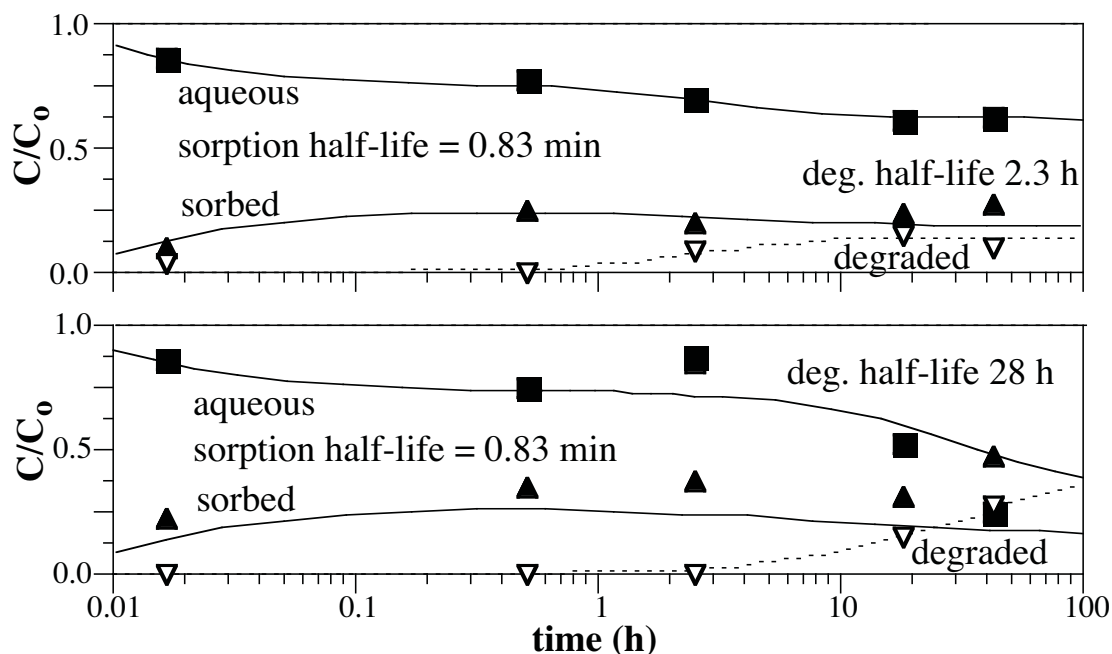 1.0
aqueous
sorption half-life = 0.83 min
C/Co
0.5
deg. half-life 2.3 h
sorbed
degraded
0.0
1.0
deg. half-life 28 h
aqueous
C/Co
sorption half-life = 0.83 min
0.5
sorbed
degraded
0.0
0.01 0.1 1 10 100
time (h)